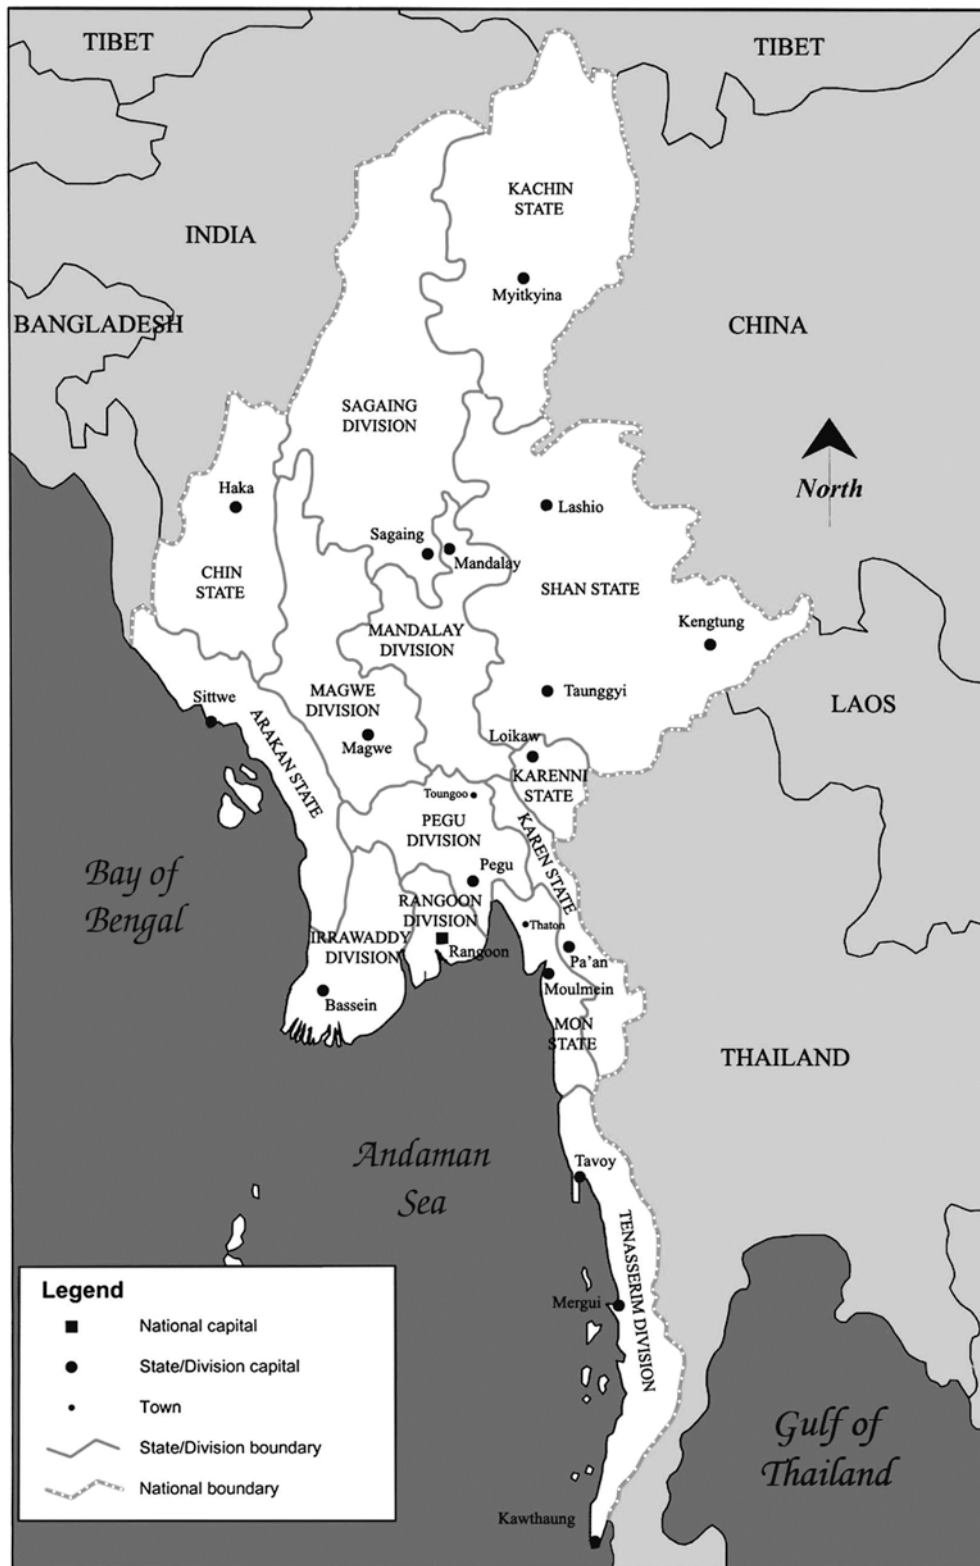 TIBET
TIBET
KACHIN
STATE
INDIA
Myitkyina
BANGLADESH
CHINA
SAGAING
DIVISION
North
Haka
Lashio
Sagaing
Mandalay
CHIN
STATE
SHAN STATE
Kengtung
MANDALAY
DIVISION
MAGWE
DIVISION
Taunggyi
Sittwe
LAOS
ARAKAN STATE
Magwe
Loikaw
KARENNI
STATE
Toungoo
PEGU
DIVISION
KAREN STATE
Bay of
Bengal
Pegu
RANGOON
DIVISION
Thaton
IRRAWADDY
DIVISION
Rangoon
Pa'an
Bassein
Moulmein
MON
STATE
THAILAND
Andaman
Sea
Tavoy
TENASSERIM DIVISION
Mergui
Gulf of
Thailand
Kawthaung
Legend
National capital
State/Division capital
Town
State/Division boundary
National boundary